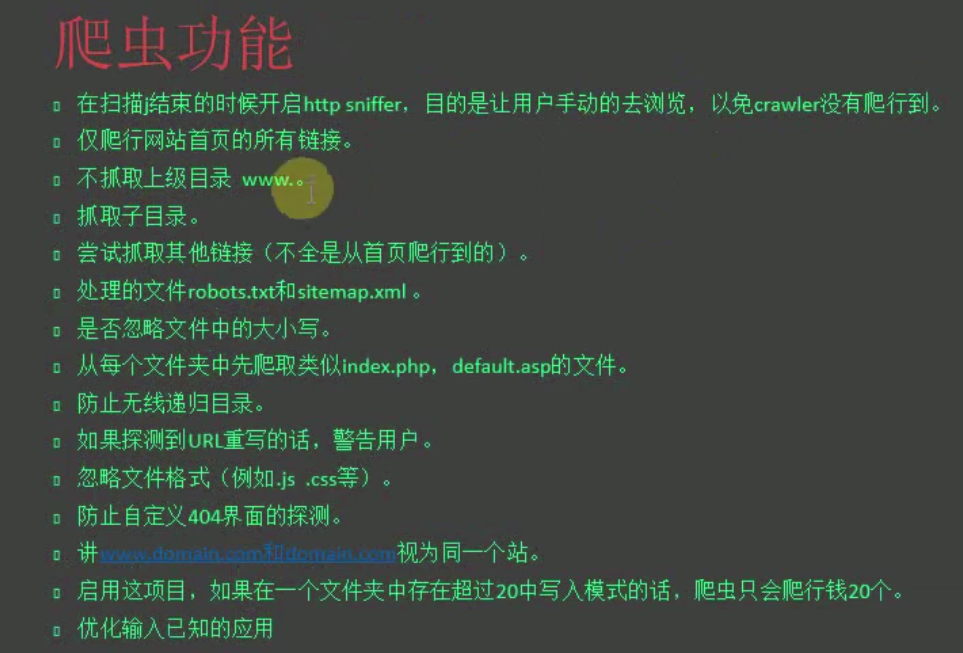 爬虫功能
在扫描j结束的时候开启http sniffer，目的是让用户手动的去浏览，以免crawler没有爬行到。
仅爬行网站首页的所有链接。
不抓取上级目录 www.。
抓取子目录。
尝试抓取其他链接（不全是从首页爬行到的）。
处理的文件robots.txt和sitemap.xml 。
是否忽略文件中的大小写。
从每个文件夹中先爬取类似index.php，default.asp的文件。
防止无线递归目录。
如果探测到URL重写的话，警告用户。
忽略文件格式（例如.js .css等）。
防止自定义404界面的探测。
讲www.domain.com和domain.com视为同一个站。
启用这项目，如果在一个文件夹中存在超过20中写入模式的话，爬虫只会爬行钱20个。
优化输入已知的应用